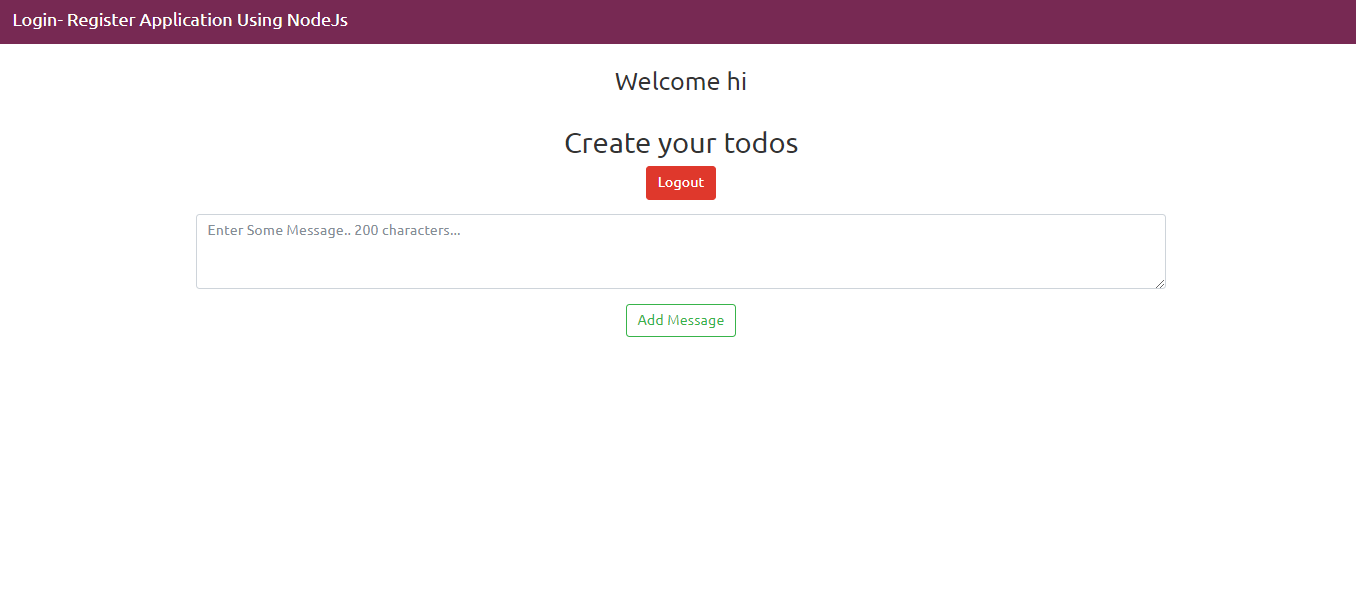 Login- Register Application Using NodeJs
Welcome hi
Create your todos
Logout
Enter Some Message.. 200 characters...
Add Message